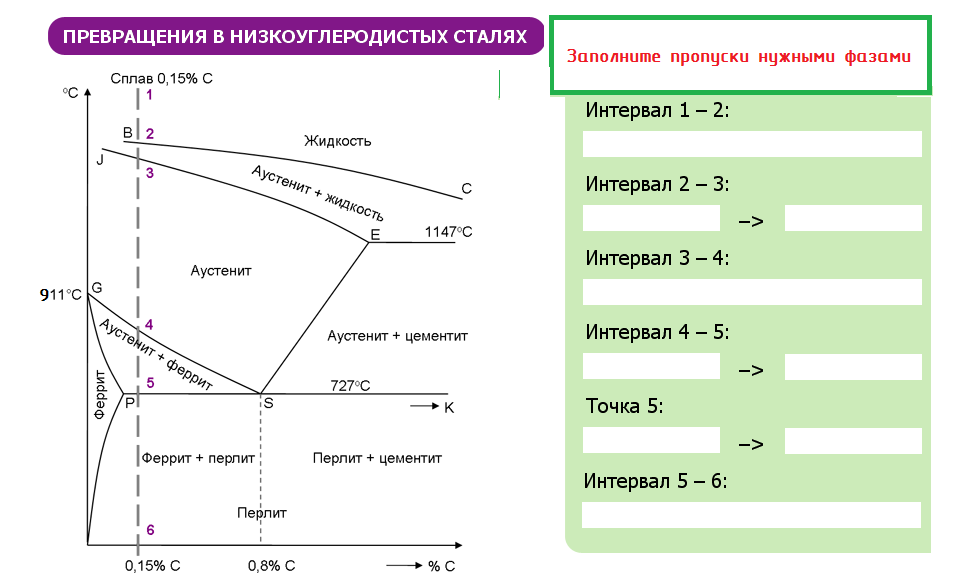 ПРЕВРАЩЕНИЯ В НИЗКОУГЛЕРОДИСТЫХ СТАЛЯХ
Заполните пропуски нужными фазами
Сплав 0,15% С
°С
1
B
2
Жидкость
J
3
Аустенит + жидкость
C
E
1147°С
Аустенит
911°С
G
4
Аустенит + феррит
Аустенит + цементит
Феррит
5
727°С
P
S
K
Феррит + перлит
Перлит + цементит
Перлит
6
0,15% С
0,8% С
% С
Интервал 1 – 2:
Интервал 2 – 3:
–>
Интервал 3 – 4:
Интервал 4 – 5:
–>
Точка 5:
–>
Интервал 5 – 6: